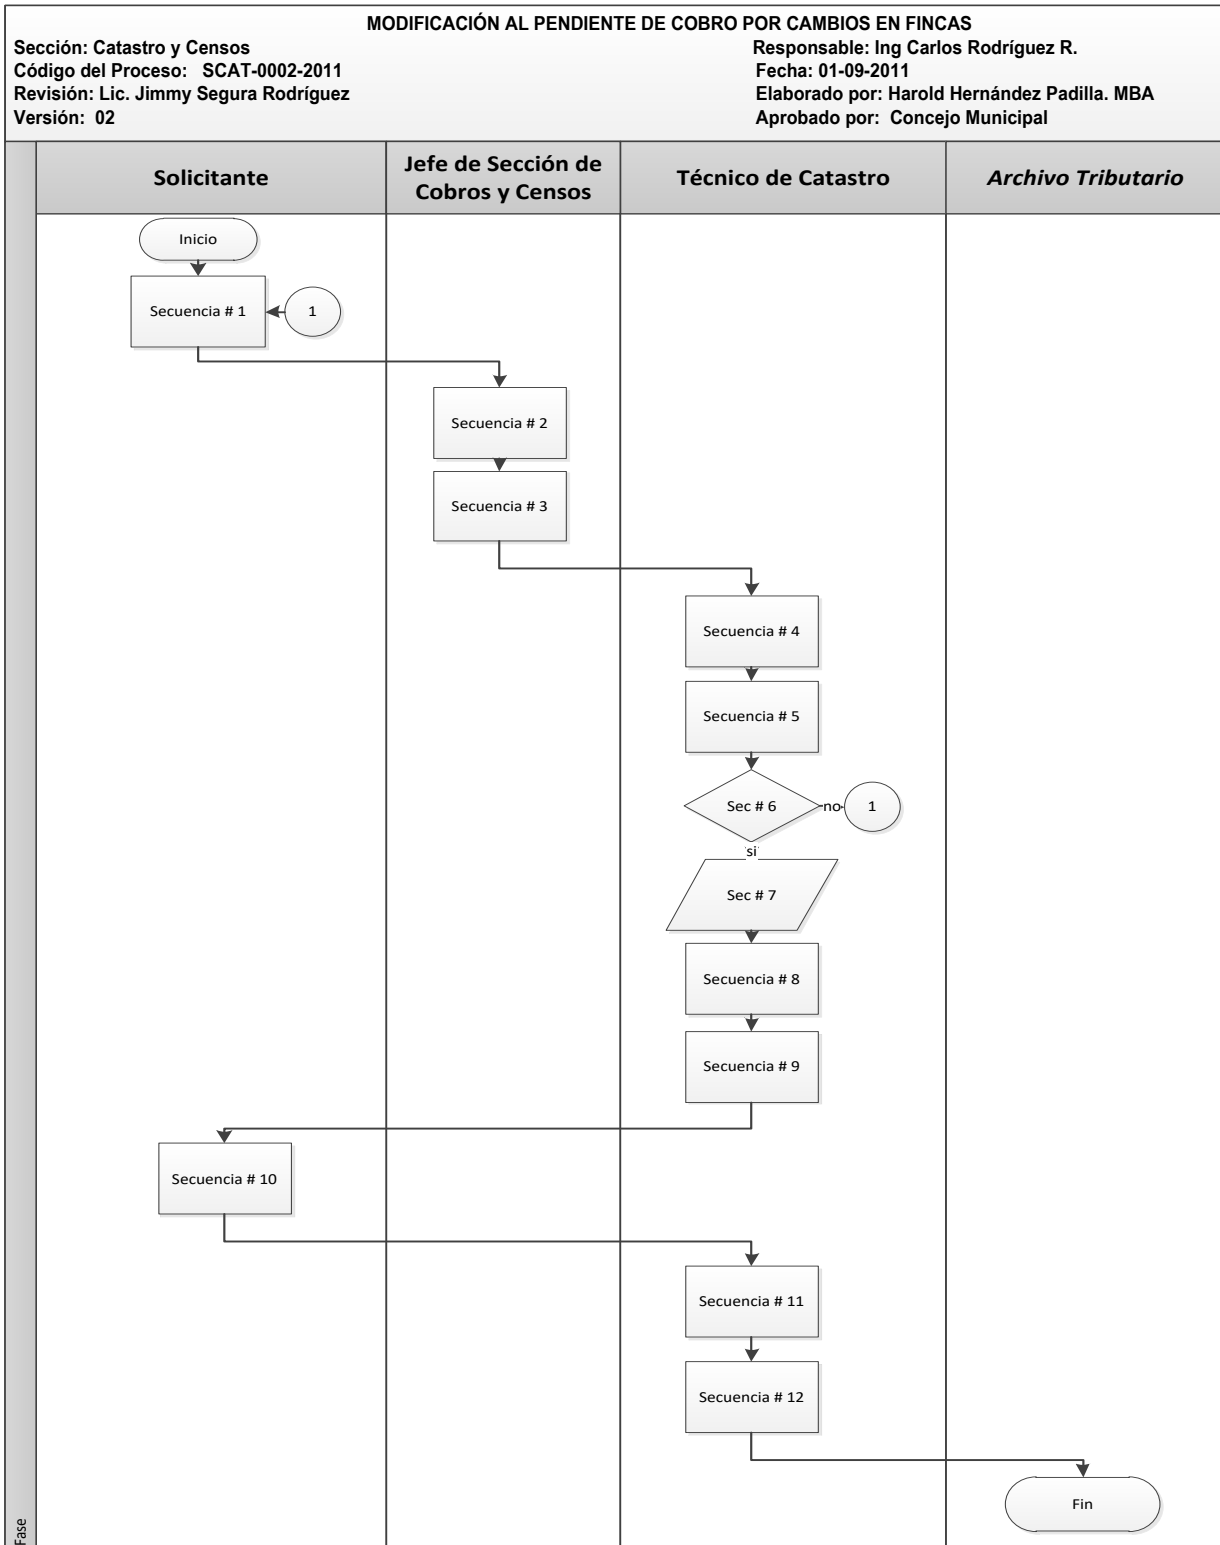 MODIFICACIÓN AL PENDIENTE DE COBRO POR CAMBIOS EN FINCAS
Sección: Catastro y Censos
Responsable: Ing Carlos Rodríguez R.
Código del Proceso: SCAT-0002-2011
Fecha: 01-09-2011
Revisión: Lic. Jimmy Segura Rodríguez
Elaborado por: Harold Hernández Padilla. MBA
Versión: 02
Aprobado por: Concejo Municipal
Solicitante
Jefe de Sección de
Cobros y Censos
Técnico de Catastro
Archivo Tributario
Inicio
Secuencia # 1
1
Secuencia # 2
Secuencia # 3
Secuencia # 4
Secuencia # 5
Sec # 6
no
1
si
Sec # 7
Secuencia # 8
Secuencia # 9
Secuencia # 10
Secuencia # 11
Secuencia # 12
Fin
Fase